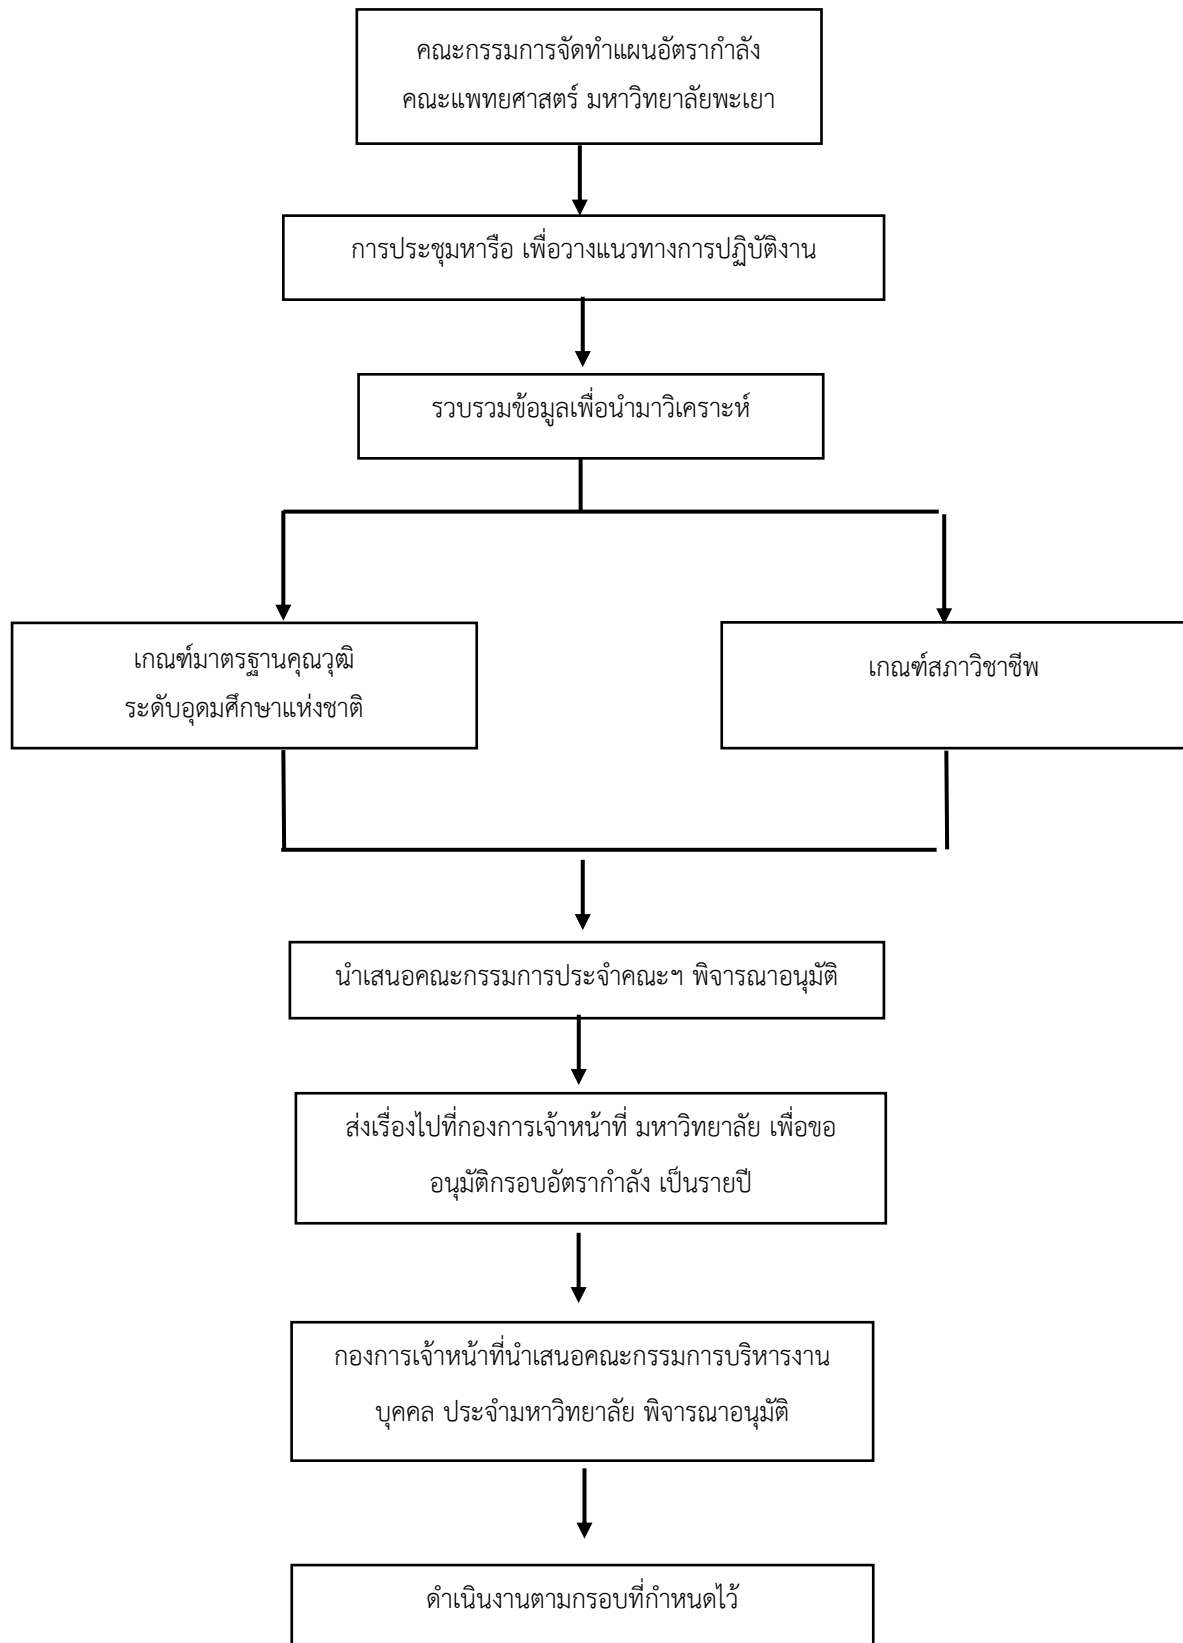 คณะกรรมการจัดทำแผนอัตรากำลัง
คณะแพทยศาสตร์ มหาวิทยาลัยพะเยา
การประชุมหารือ เพื่อวางแนวทางการปฏิบัติงาน
รวบรวมข้อมูลเพื่อนำมาวิเคราะห์
เกณฑ์มาตรฐานคุณวุฒิ
ระดับอุดมศึกษาแห่งชาติ
เกณฑ์สภาวิชาชีพ
นำเสนอคณะกรรมการประจำคณะฯ พิจารณาอนุมัติ
ส่งเรื่องไปที่กองการเจ้าหน้าที่ มหาวิทยาลัย เพื่อขอ
อนุมัติกรอบอัตรากำลัง เป็นรายปี
กองการเจ้าหน้าที่นำเสนอคณะกรรมการบริหารงาน
บุคคล ประจำมหาวิทยาลัย พิจารณาอนุมัติ
ดำเนินงานตามกรอบที่กำหนดไว้